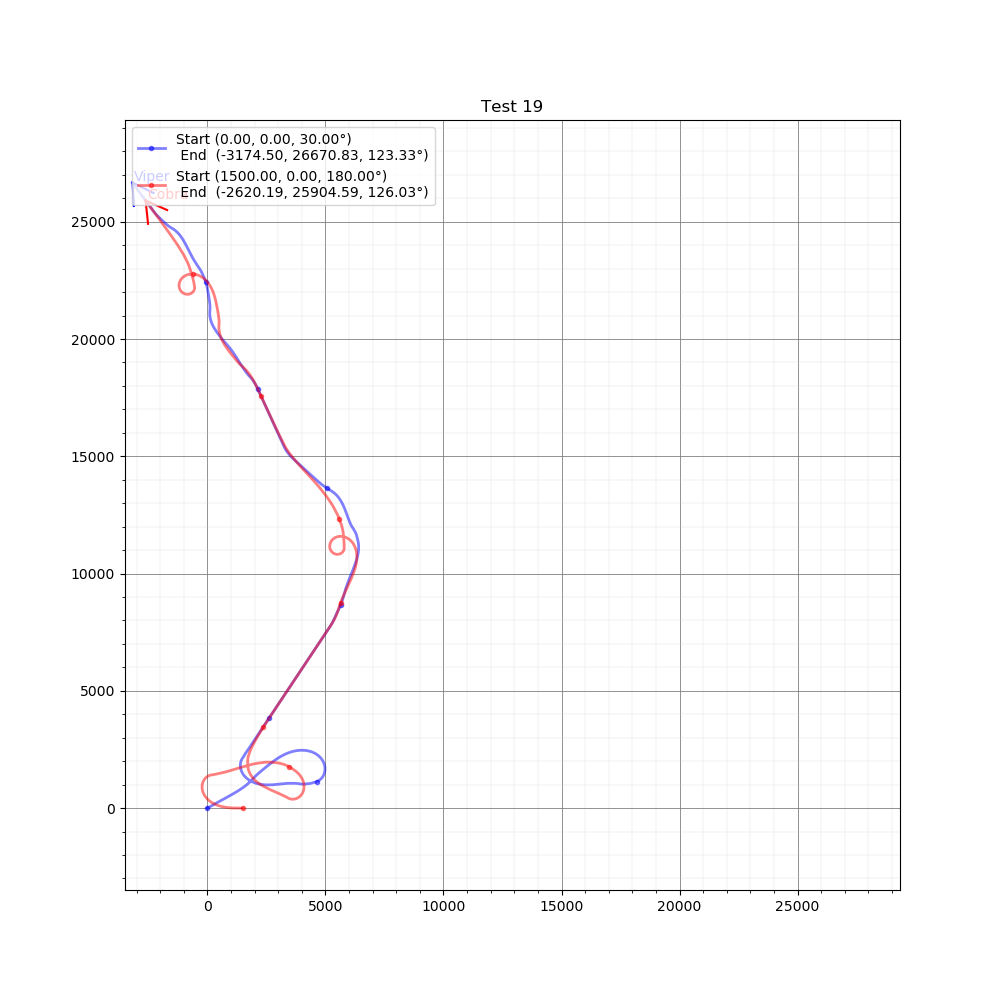 Test 19
Start (0.00, 0.00, 30.00°)
End (-3174.50, 26670.83, 123.33°)
Start (1500.00, 0.00, 180.00°)
End (-2620.19, 25904.59, 126.03°)
Viper
Cobra
25000
20000
15000
10000
5000
0
0 5000 10000 15000 20000 25000